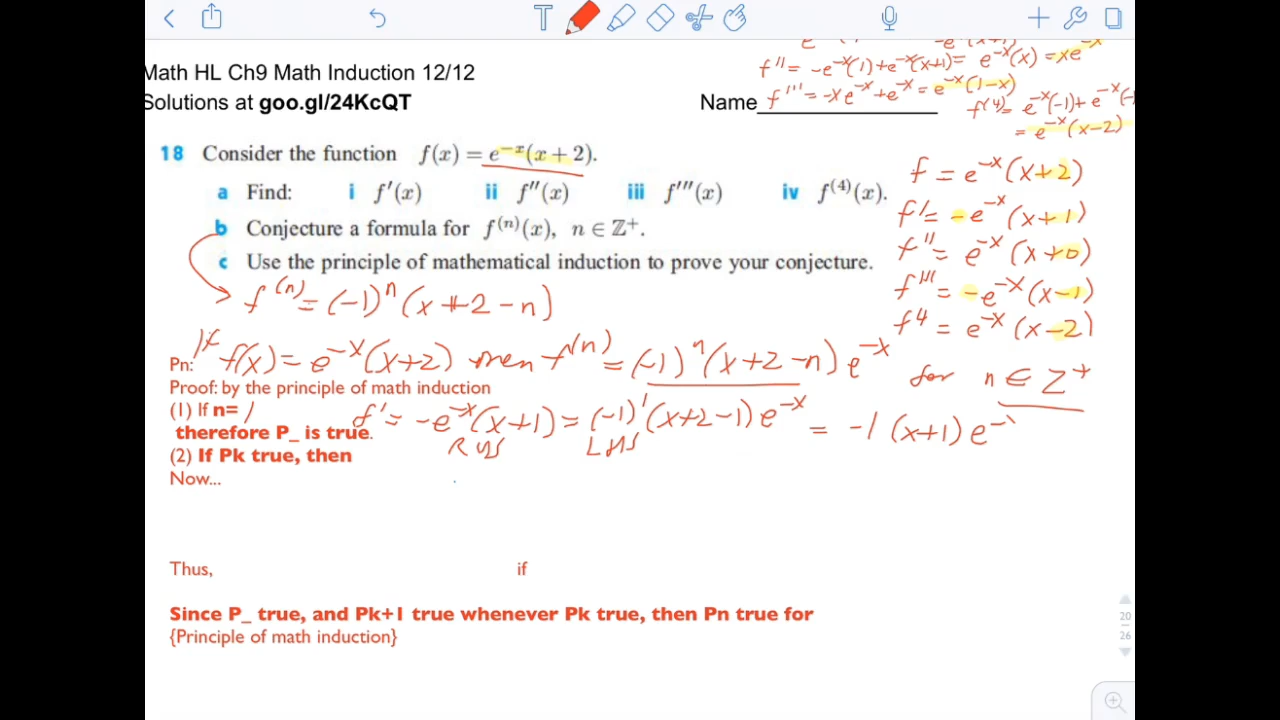 Math HL Ch9 Math Induction 12/12
Solutions at goo.gl/24KcQT
Name
f'' = -e^-x(1)+e^-x(x+1) = e^-x(x) = xe^-x
f''' = -xe^-x+e^-x = e^-x(1-x)
f^(4) = e^-x(-1)+e^-x(-
= e^-x(x-2)
18 Consider the function f(x) = e^−x(x + 2).
a Find: i f′(x) ii f″(x) iii f‴(x) iv f^(4)(x).
b Conjecture a formula for f^(n)(x), n ∈ ℤ⁺.
c Use the principle of mathematical induction to prove your conjecture.
f = e^-x (x+2)
f' = -e^-x (x+1)
f'' = e^-x (x+0)
f''' = -e^-x (x-1)
f^4 = e^-x (x-2)
f^(n) = (-1)^n (x+2-n)
Pn: If f(x) = e^-x(x+2) then f^(n) = (-1)^n (x+2-n) e^-x for n ∈ Z^+
Proof: by the principle of math induction
(1) If n= 1 f' = -e^-x(x+1) = (-1)^1 (x+2-1) e^-x = -1 (x+1) e^-x
therefore P_ is true. RHS LHS
(2) If Pk true, then
Now...
Thus, if
Since P_ true, and Pk+1 true whenever Pk true, then Pn true for
{Principle of math induction}
20
26